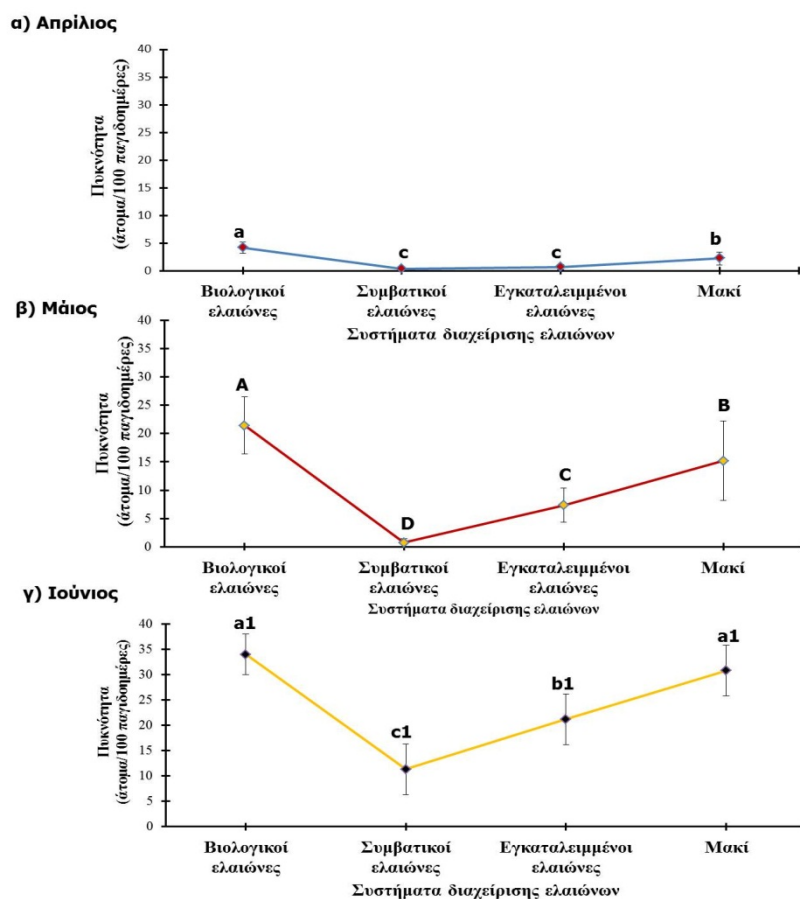 α) Απρίλιος
Πυκνότητα
(άτομα/100 παγιδοημέρες)
40
35
30
25
20
15
10
5
0
a
c
c
b
Βιολογικοί ελαιώνες
Συμβατικοί ελαιώνες
Εγκαταλειμμένοι ελαιώνες
Μακί
Συστήματα διαχείρισης ελαιώνων
β) Μάιος
Πυκνότητα
(άτομα/100 παγιδοημέρες)
40
35
30
25
20
15
10
5
0
A
D
C
B
Βιολογικοί ελαιώνες
Συμβατικοί ελαιώνες
Εγκαταλειμμένοι ελαιώνες
Μακί
Συστήματα διαχείρισης ελαιώνων
γ) Ιούνιος
Πυκνότητα
(άτομα/100 παγιδοημέρες)
40
35
30
25
20
15
10
5
0
a1
c1
b1
a1
Βιολογικοί ελαιώνες
Συμβατικοί ελαιώνες
Εγκαταλειμμένοι ελαιώνες
Μακί
Συστήματα διαχείρισης ελαιώνων